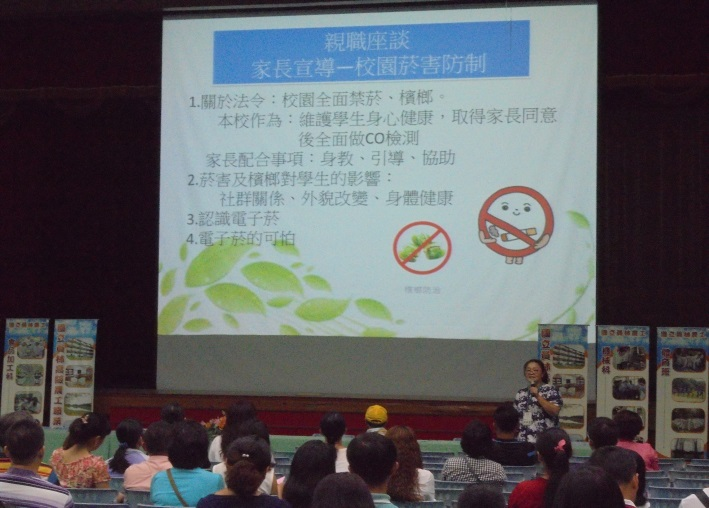 親職座談
家長宣導—校園菸害防制
1.關於法令：校園全面禁菸、檳榔。
本校作為：維護學生身心健康，取得家長同意
後全面做CO檢測
家長配合事項：身教、引導、協助
2.菸害及檳榔對學生的影響：
社群關係、外貌改變、身體健康
3.認識電子菸
4.電子菸的可怕